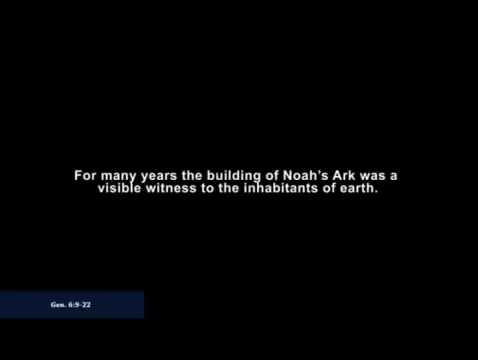 For many years the building of Noah's Ark was a
visible witness to the inhabitants of earth.
Gen. 6:9-22